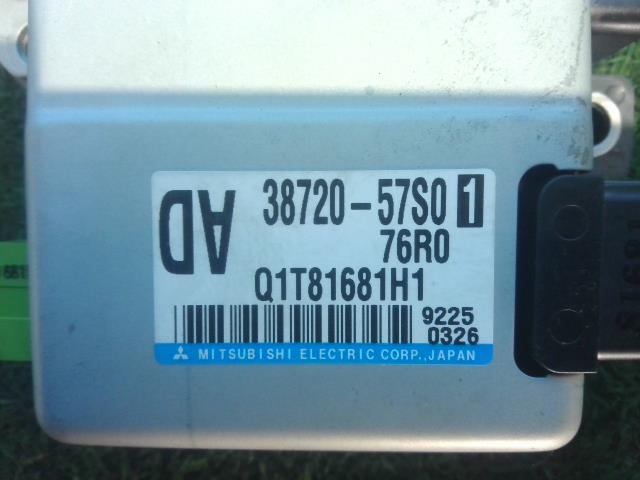 AD
38720-57S0 1
76R0
Q1T81681H1
9225
0326
MITSUBISHI ELECTRIC CORP., JAPAN